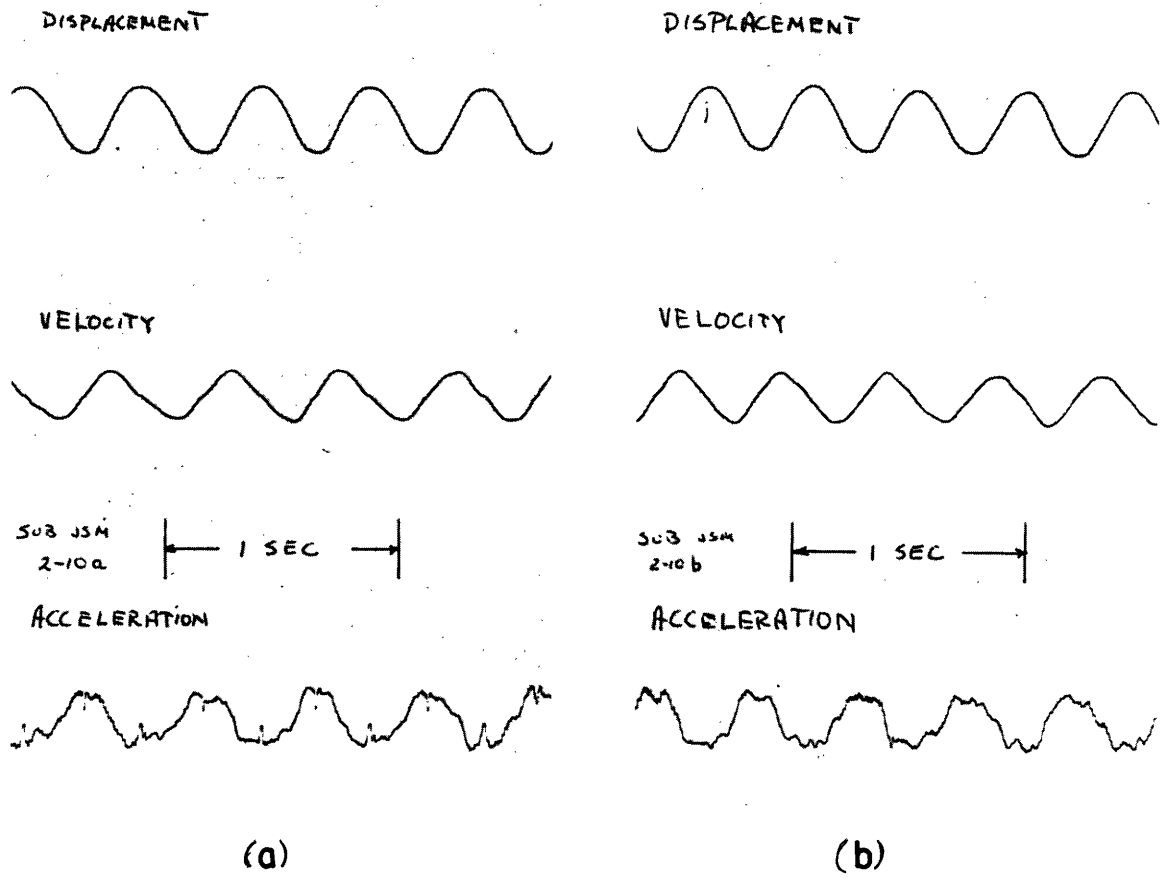 DISPLACEMENT
VELOCITY
SUB JSM
2-10a
1 SEC
ACCELERATION
(a)
DISPLACEMENT
VELOCITY
SUB JSM
2-10b
1 SEC
ACCELERATION
(b)